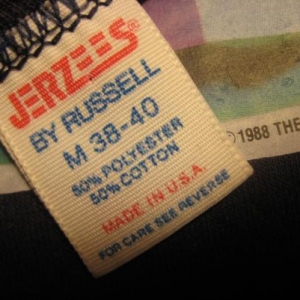 JERZEES®
BY RUSSELL
M 38-40
50% POLYESTER
50% COTTON
MADE IN U.S.A.
FOR CARE SEE REVERSE
© 1988 THE